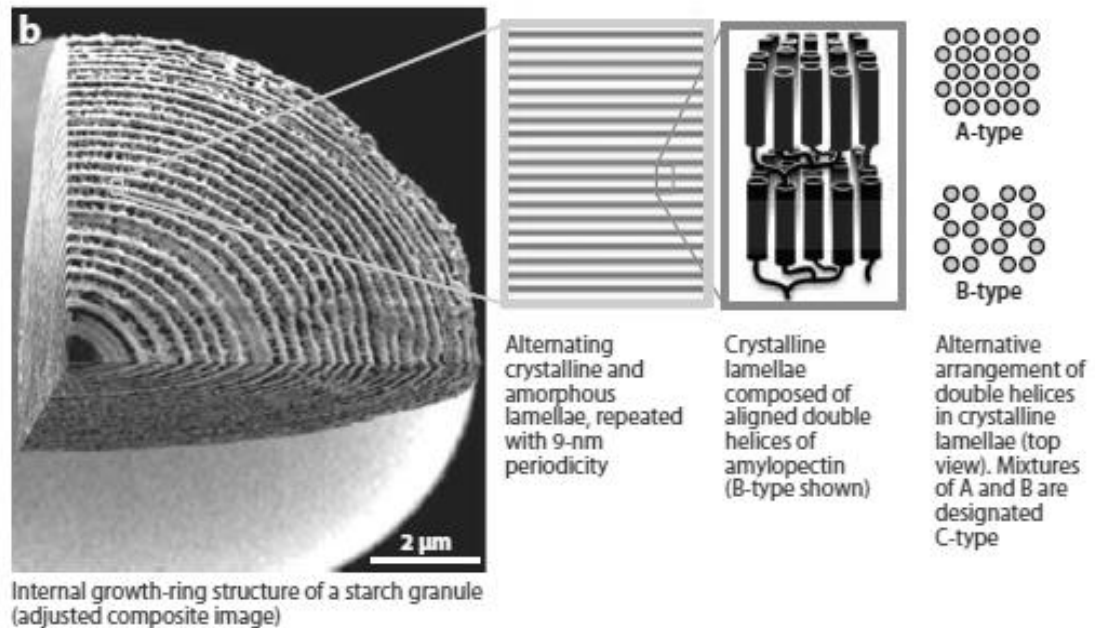 b
2 µm
Internal growth-ring structure of a starch granule
(adjusted composite image)
Alternating
crystalline and
amorphous
lamellae, repeated
with 9-nm
periodicity
Crystalline
lamellae
composed of
aligned double
helices of
amylopectin
(B-type shown)
A-type
B-type
Alternative
arrangement of
double helices
in crystalline
lamellae (top
view). Mixtures
of A and B are
designated
C-type